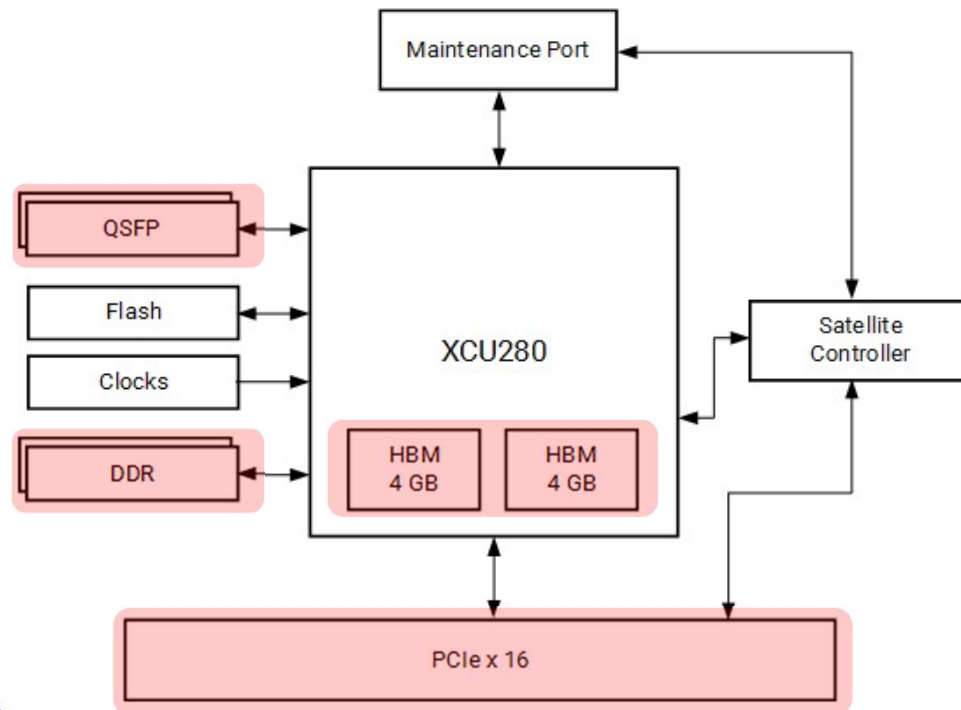 Maintenance Port
QSFP
Flash
XCU280
Satellite
Controller
Clocks
HBM
4 GB
HBM
4 GB
DDR
PCIe x 16